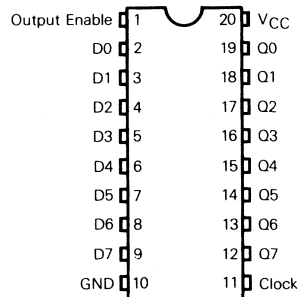 Output Enable 1 20 VCC
D0 2 19 Q0
D1 3 18 Q1
D2 4 17 Q2
D3 5 16 Q3
D4 6 15 Q4
D5 7 14 Q5
D6 8 13 Q6
D7 9 12 Q7
GND 10 11 Clock